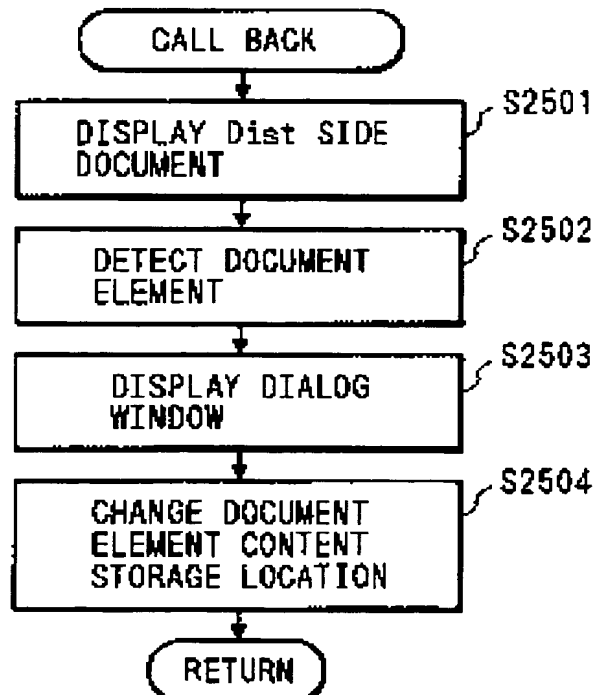 CALL BACK
S2501
DISPLAY Dist SIDE
DOCUMENT
S2502
DETECT DOCUMENT
ELEMENT
S2503
DISPLAY DIALOG
WINDOW
S2504
CHANGE DOCUMENT
ELEMENT CONTENT
STORAGE LOCATION
RETURN